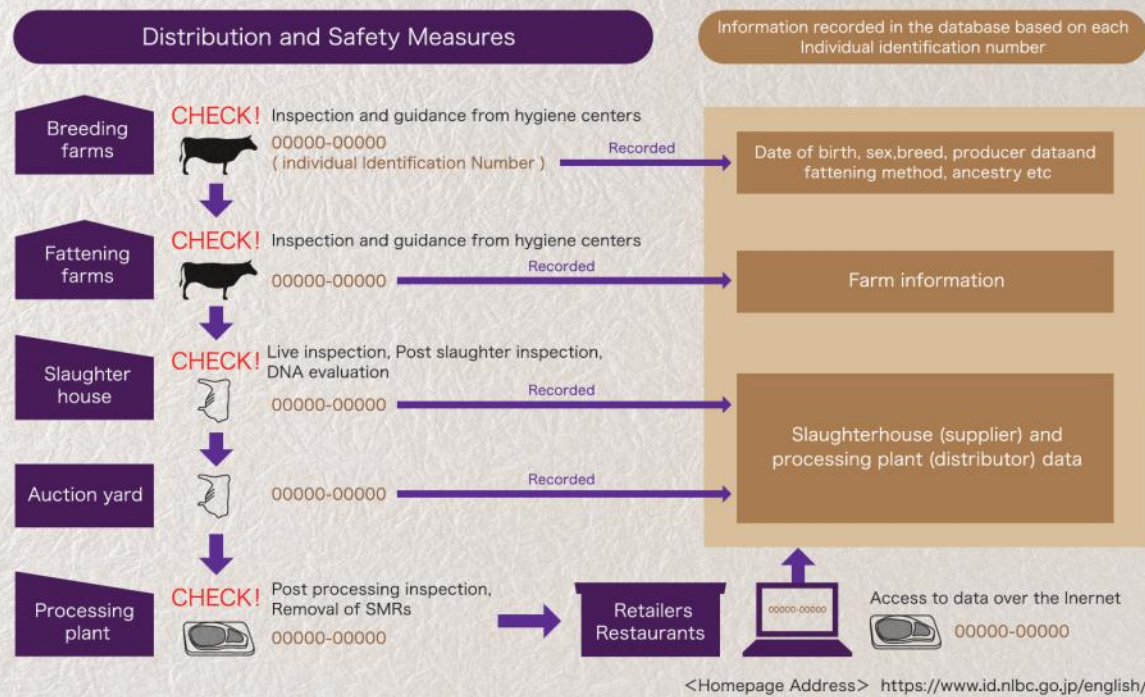 Distribution and Safety Measures
Information recorded in the database based on each
Individual identification number
Breeding
farms
CHECK! Inspection and guidance from hygiene centers
00000-00000
( individual Identification Number )
Recorded
Date of birth, sex,breed, producer dataand
fattening method, ancestry etc
Fattening
farms
CHECK! Inspection and guidance from hygiene centers
00000-00000
Recorded
Farm information
Slaughter
house
CHECK! Live inspection, Post slaughter inspection,
DNA evaluation
00000-00000
Recorded
Slaughterhouse (supplier) and
processing plant (distributor) data
Auction yard
00000-00000
Recorded
Processing
plant
CHECK! Post processing inspection,
Removal of SMRs
00000-00000
Retailers
Restaurants
00000-00000
Access to data over the Inernet
00000-00000
<Homepage Address> https://www.id.nlbc.go.jp/english/